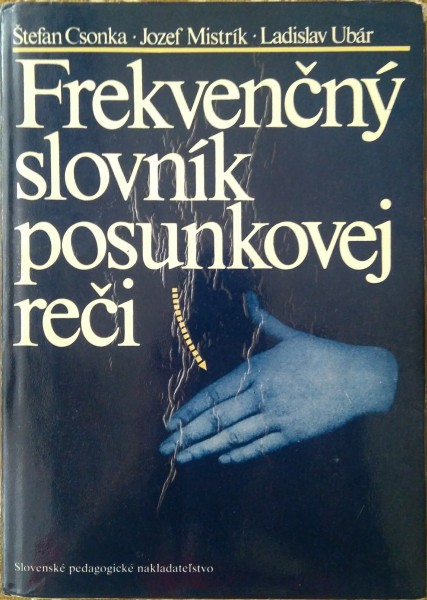 Štefan Csonka · Jozef Mistrík · Ladislav Ubár
Frekvenčný
slovník
posunkovej
reči
Slovenské pedagogické nakladateľstvo